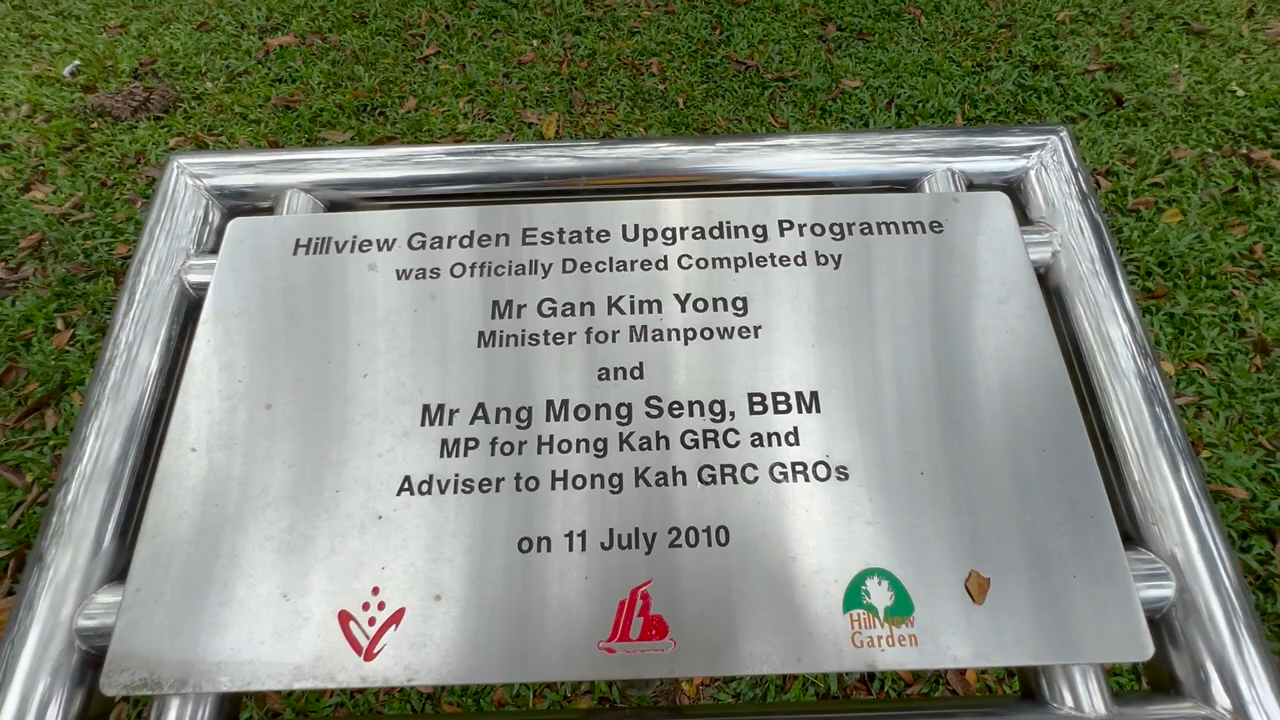 Hillview Garden Estate Upgrading Programme
was Officially Declared Completed by
Mr Gan Kim Yong
Minister for Manpower
and
Mr Ang Mong Seng, BBM
MP for Hong Kah GRC and
Adviser to Hong Kah GRC GROs
on 11 July 2010
Hillview
Garden